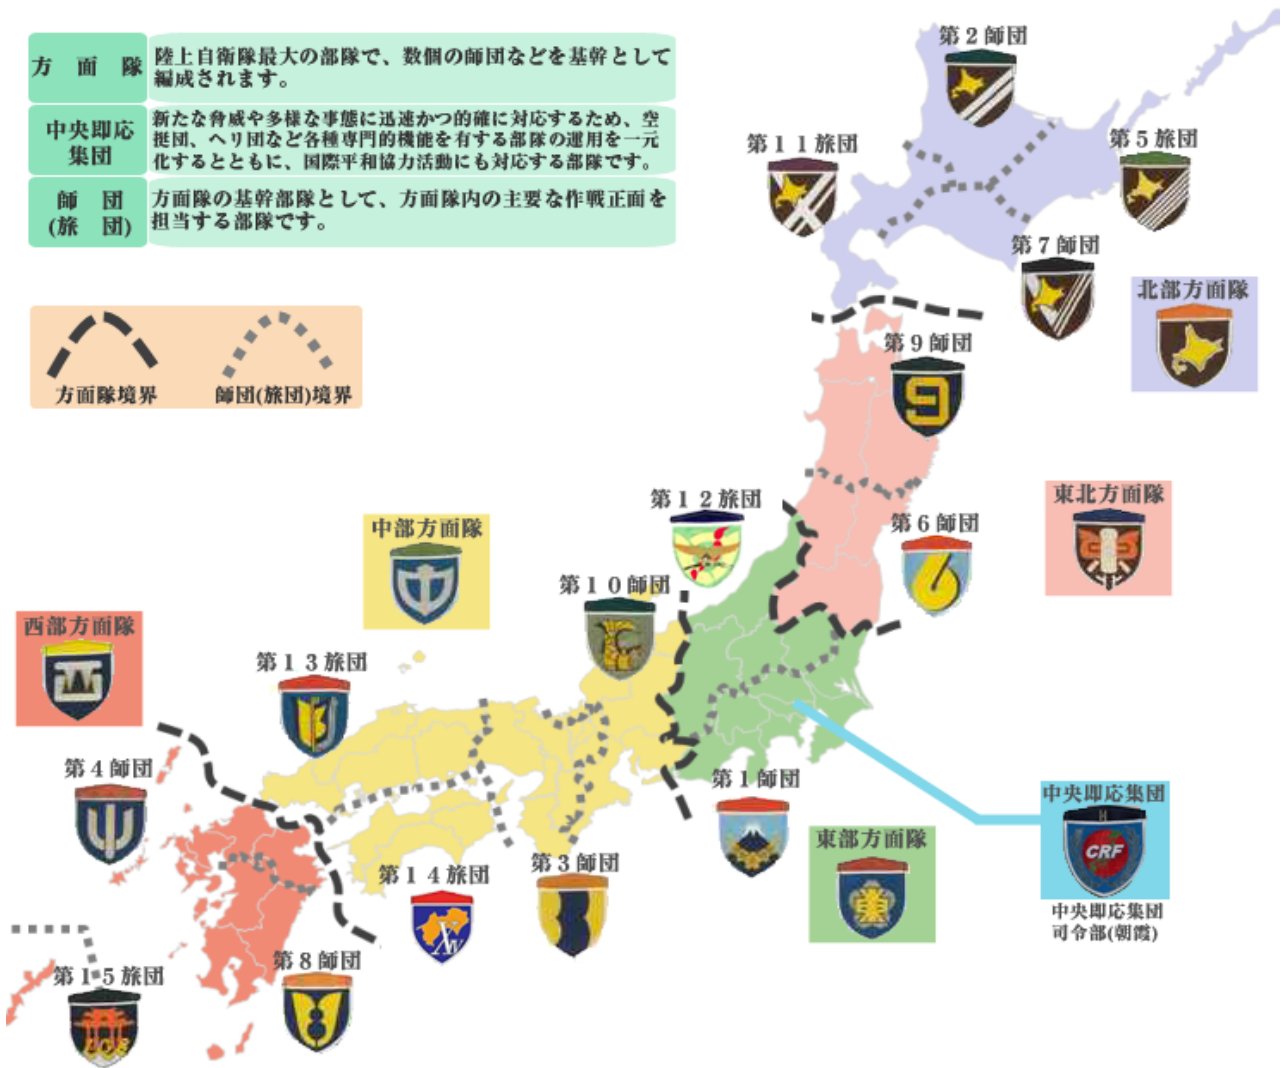 方面隊
陸上自衛隊最大の部隊で、数個の師団などを基幹として
編成されます。
中央即応
集団
新たな脅威や多様な事態に迅速かつ的確に対応するため、空
挺団、ヘリ団など各種専門的機能を有する部隊の運用を一元
化するとともに、国際平和協力活動にも対応する部隊です。
師団
(旅団)
方面隊の基幹部隊として、方面隊内の主要な作戦正面を
担当する部隊です。
方面隊境界
師団(旅団)境界
第2師団
第11旅団
第5旅団
第7師団
北部方面隊
第9師団
9
東北方面隊
第6師団
6
第12旅団
中部方面隊
第10師団
西部方面隊
第13旅団
第4師団
第1師団
東部方面隊
中央即応集団
CRF
中央即応集団
司令部(朝霞)
第3師団
第14旅団
第8師団
第15旅団